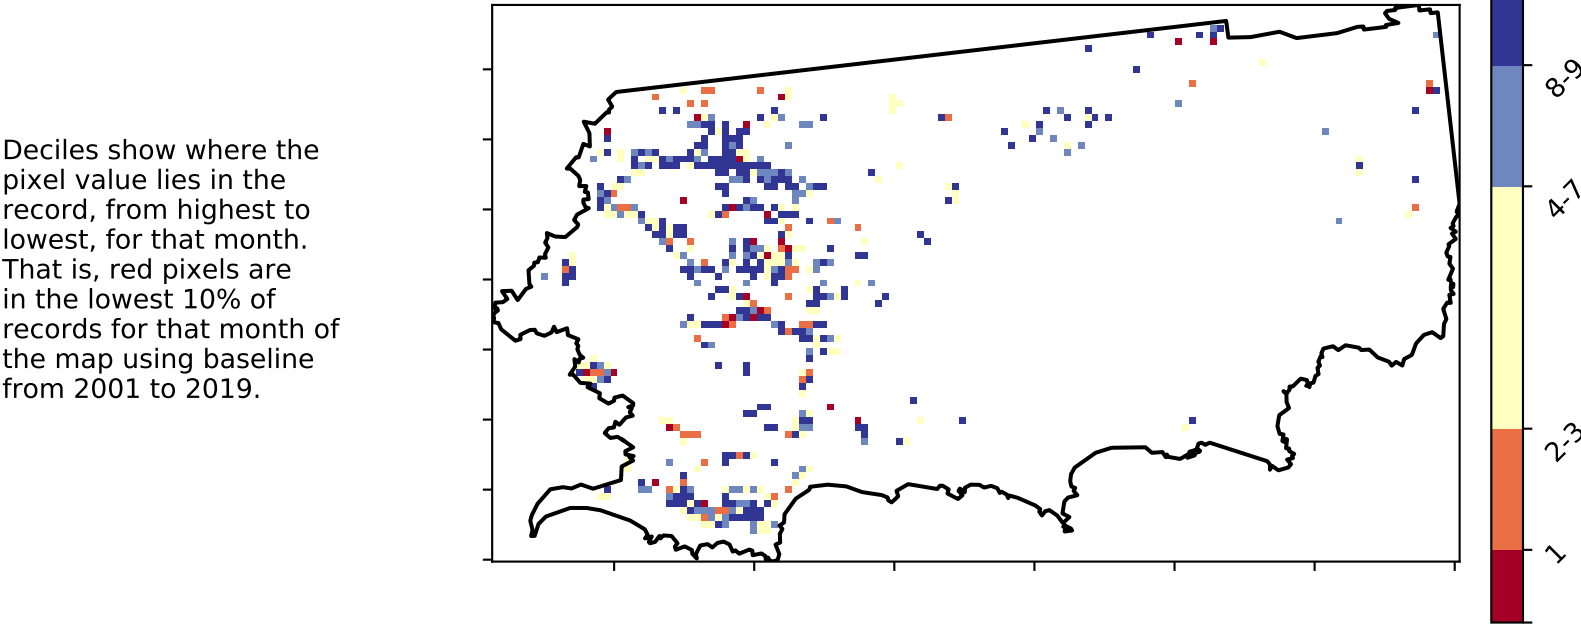 Deciles show where the
pixel value lies in the
record, from highest to
lowest, for that month.
That is, red pixels are
in the lowest 10% of
records for that month of
the map using baseline
from 2001 to 2019.
8-9
4-7
2-3
1